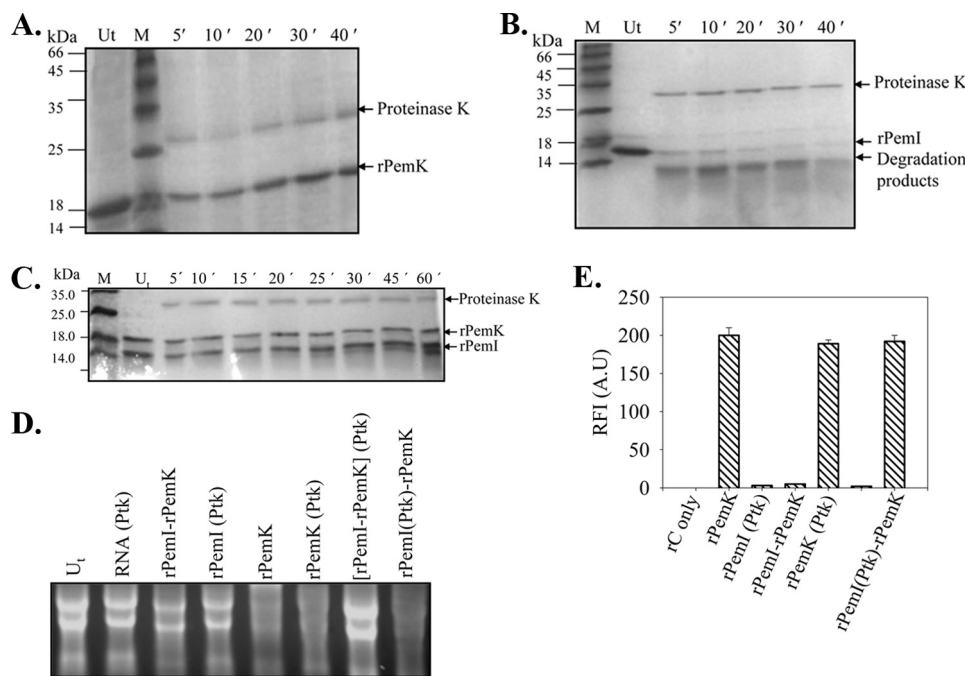 A.
kDa Ut M 5′ 10 ′ 20 ′ 30 ′ 40 ′
66
45
35
25
18
14
Proteinase K
rPemK
B.
kDa M Ut 5′ 10 ′ 20 ′ 30 ′ 40 ′
66
45
35
25
18
14
Proteinase K
rPemI
Degradation
products
C.
kDa M Ut 5′ 10 ′ 15 ′ 20 ′ 25 ′ 30 ′ 45 ′ 60 ′
35.0
25.0
18.0
14.0
Proteinase K
rPemK
rPemI
D.
Ut
RNA (Ptk)
rPemI-rPemK
rPemI (Ptk)
rPemK
rPemK (Ptk)
[rPemI-rPemK] (Ptk)
rPemI(Ptk)-rPemK
E.
RFI (A.U)
250
200
150
100
50
0
rC only
rPemK
rPemI (Ptk)
rPemI-rPemK
rPemK (Ptk)
rPemI(Ptk)-rPemK